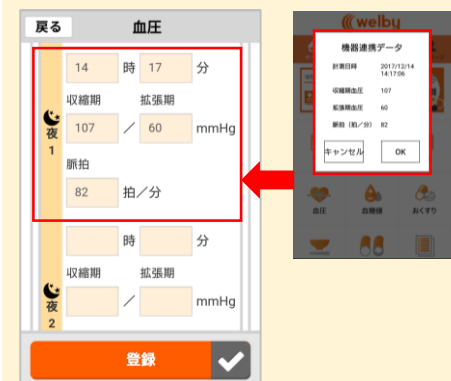 戻る 血圧
14 時 17 分
収縮期 拡張期
107 / 60 mmHg
夜
1
脈拍
82 拍/分
時 分
収縮期 拡張期
/ mmHg
夜
2
登録
welby
機器連携データ
計測日時 2017/12/14
14:17:06
収縮期血圧 107
拡張期血圧 60
脈拍 (拍/分) 82
キャンセル OK
血圧 血糖値 おくすり